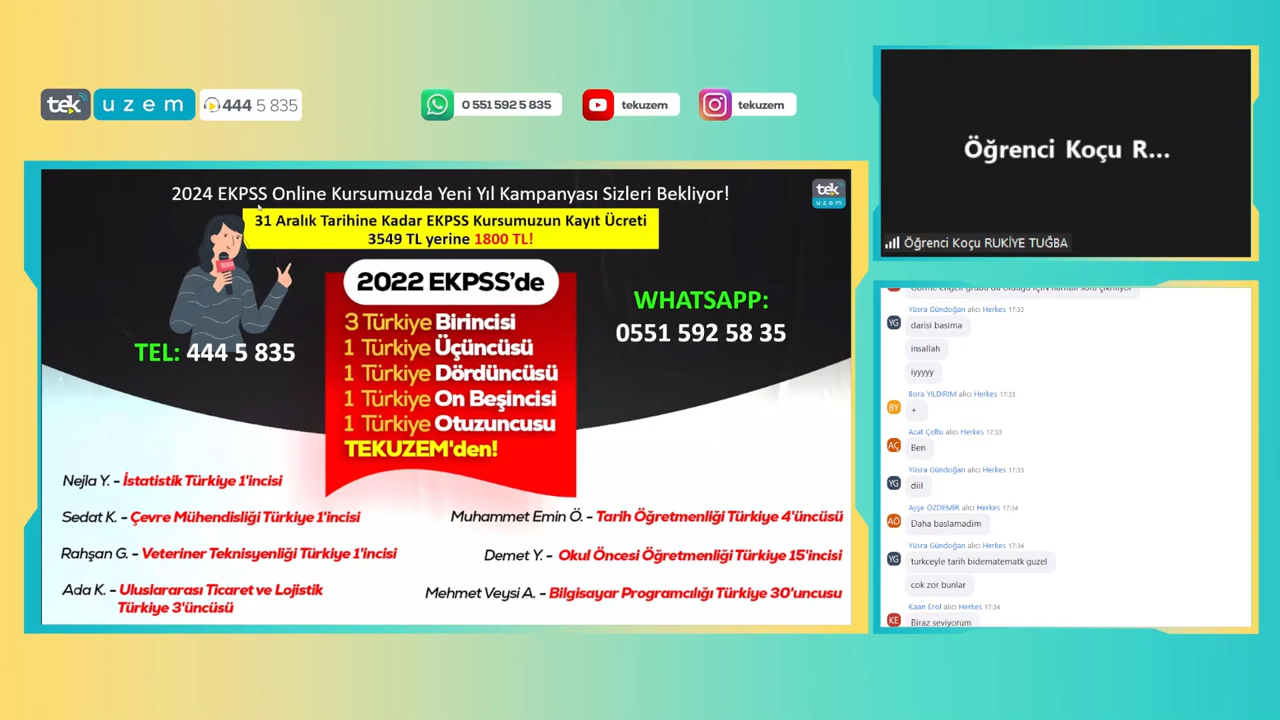 tek
uzem
444 5 835
0 551 592 5 835
tekuzem
tekuzem
2024 EKPSS Online Kursumuzda Yeni Yıl Kampanyası Sizleri Bekliyor!
tek
uzem
31 Aralık Tarihine Kadar EKPSS Kursumuzun Kayıt Ücreti
3549 TL yerine 1800 TL!
2022 EKPSS’de
3 Türkiye Birincisi
1 Türkiye Üçüncüsü
1 Türkiye Dördüncüsü
1 Türkiye On Beşincisi
1 Türkiye Otuzuncusu
TEKUZEM'den!
TEL: 444 5 835
WHATSAPP:
0551 592 58 35
Nejla Y. - İstatistik Türkiye 1'incisi
Sedat K. - Çevre Mühendisliği Türkiye 1'incisi
Rahşan G. - Veteriner Teknisyenliği Türkiye 1'incisi
Ada K. - Uluslararası Ticaret ve Lojistik
Türkiye 3'üncüsü
Muhammet Emin Ö. - Tarih Öğretmenliği Türkiye 4'üncüsü
Demet Y. - Okul Öncesi Öğretmenliği Türkiye 15'incisi
Mehmet Veysi A. - Bilgisayar Programcılığı Türkiye 30'uncusu
Öğrenci Koçu R...
Öğrenci Koçu RUKİYE TUĞBA
Yüsra Gündoğan alıcı Herkes 17:33
YG
darisi basima
insallah
iyyyyy
Bora YILDIRIM alıcı Herkes 17:33
BY
+
Azat Çoltu alıcı Herkes 17:33
AÇ
Ben
Yüsra Gündoğan alıcı Herkes 17:33
YG
diil
Ayşe ÖZDEMİR alıcı Herkes 17:34
AÖ
Daha baslamadim
Yüsra Gündoğan alıcı Herkes 17:34
YG
turkceyle tarih bidematematk guzel
cok zor bunlar
Kaan Erol alıcı Herkes 17:34
KE
Biraz seviyorum